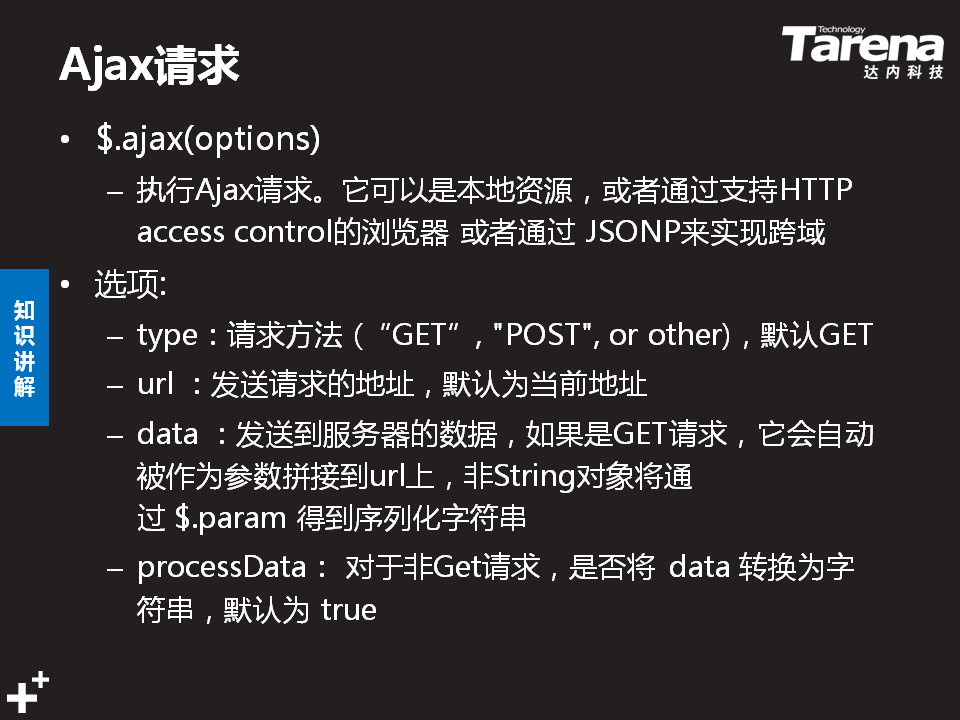 Ajax请求
Technology
Tarena
达内科技
• $.ajax(options)
– 执行Ajax请求。它可以是本地资源，或者通过支持HTTP
access control的浏览器 或者通过 JSONP来实现跨域
• 选项:
– type：请求方法（“GET“, "POST", or other)，默认GET
– url ：发送请求的地址，默认为当前地址
– data ：发送到服务器的数据，如果是GET请求，它会自动
被作为参数拼接到url上，非String对象将通
过 $.param 得到序列化字符串
– processData： 对于非Get请求，是否将 data 转换为字
符串，默认为 true
知
识
讲
解